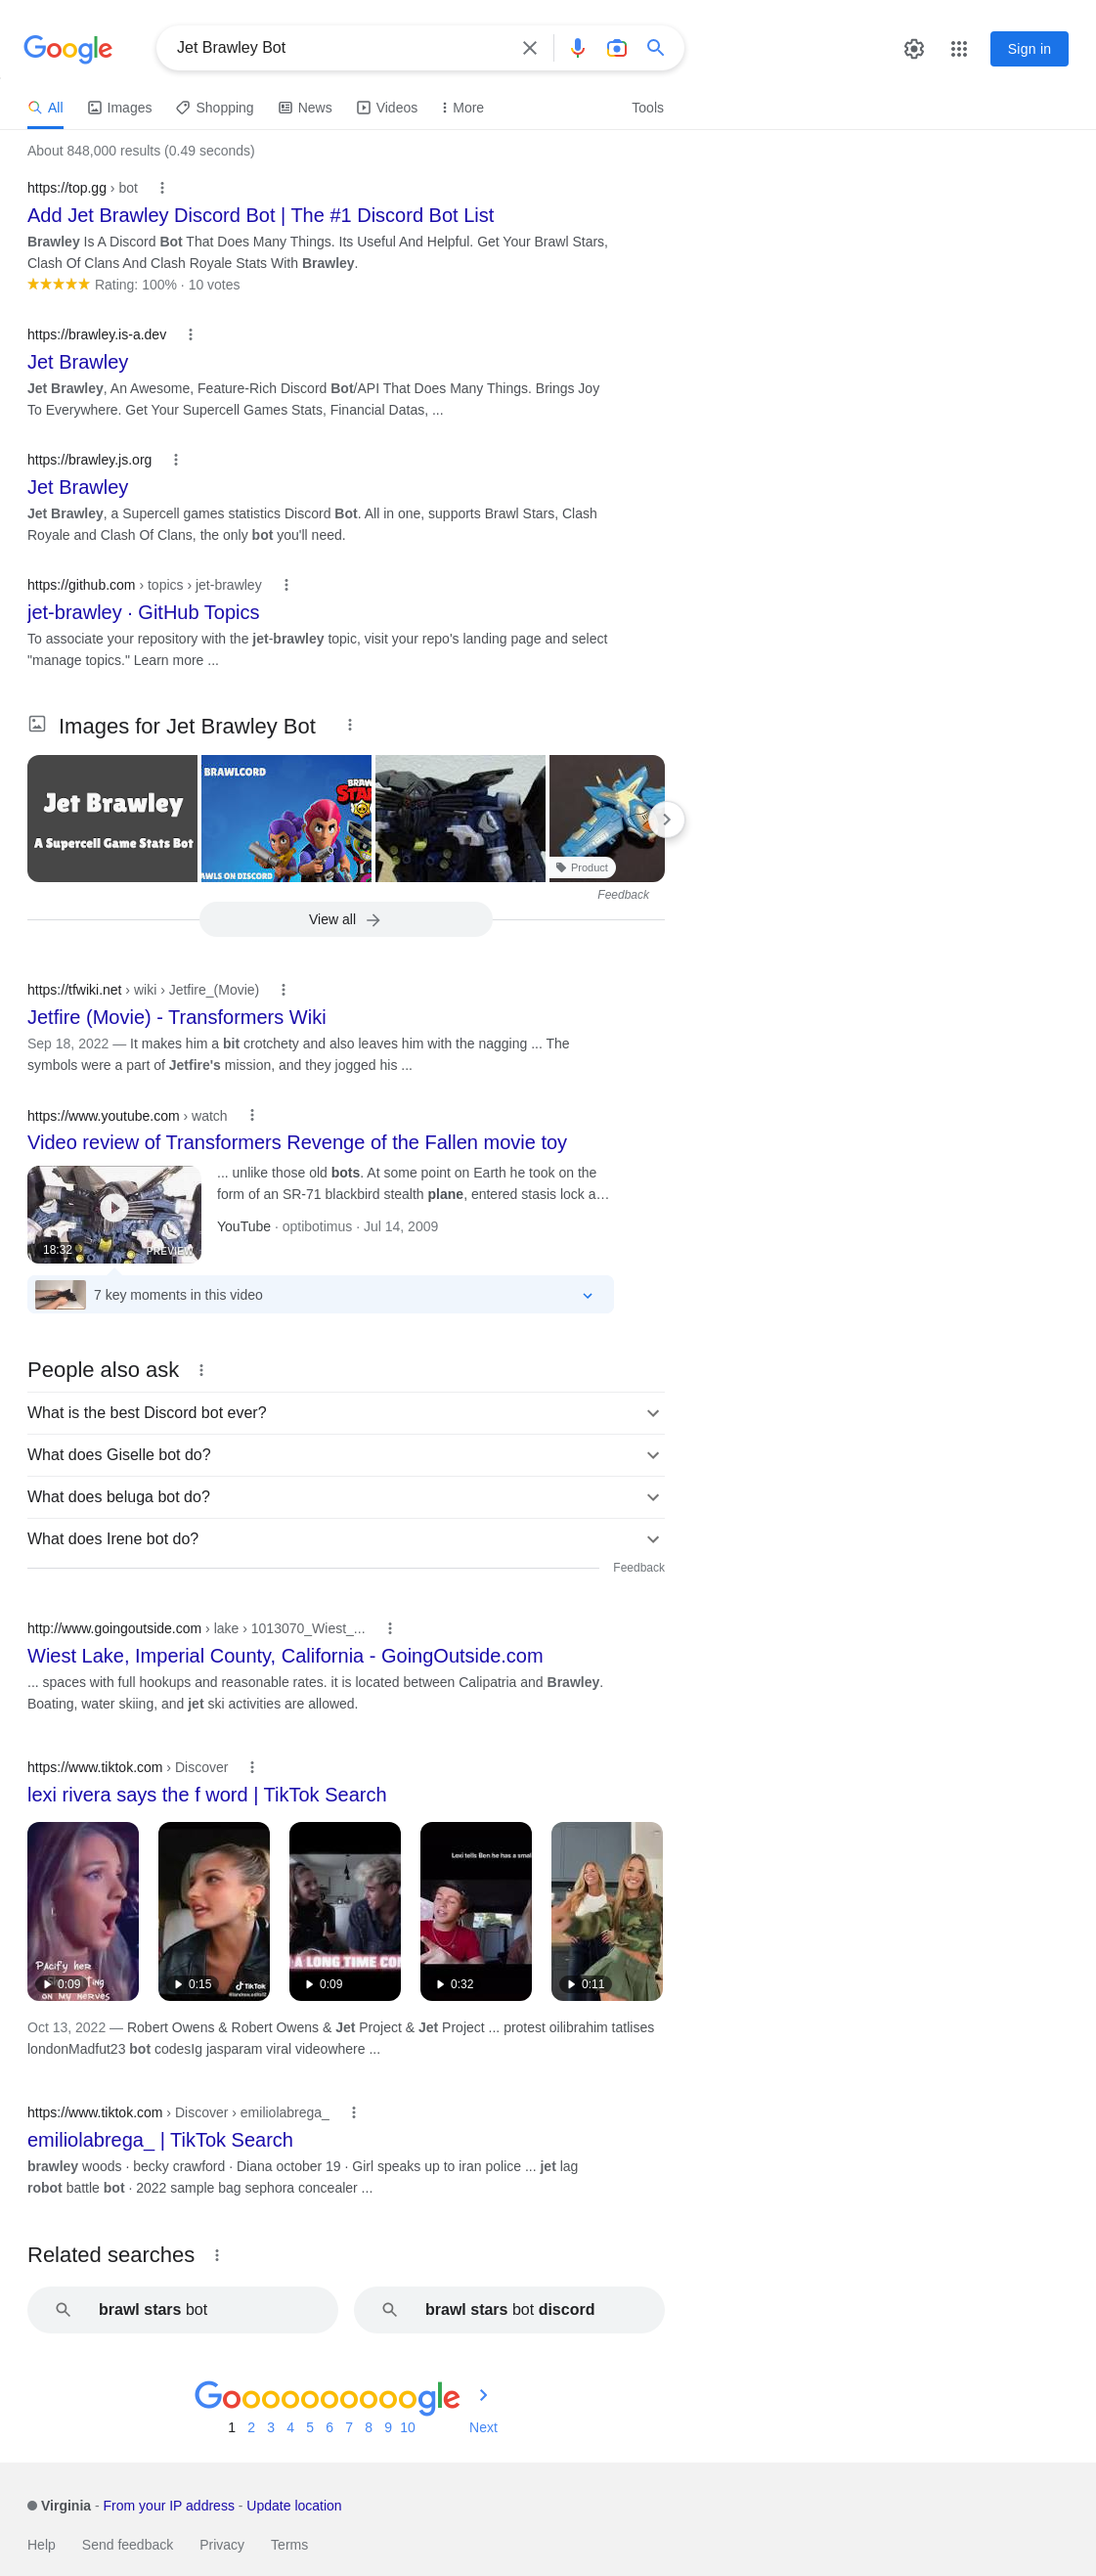 Google
Jet Brawley Bot
Sign in
All
Images
Shopping
News
Videos
More
Tools
About 848,000 results (0.49 seconds)
https://top.gg › bot
Add Jet Brawley Discord Bot | The #1 Discord Bot List
Brawley Is A Discord Bot That Does Many Things. Its Useful And Helpful. Get Your Brawl Stars,
Clash Of Clans And Clash Royale Stats With Brawley.
Rating: 100% · 10 votes
https://brawley.is-a.dev
Jet Brawley
Jet Brawley, An Awesome, Feature-Rich Discord Bot/API That Does Many Things. Brings Joy
To Everywhere. Get Your Supercell Games Stats, Financial Datas, ...
https://brawley.js.org
Jet Brawley
Jet Brawley, a Supercell games statistics Discord Bot. All in one, supports Brawl Stars, Clash
Royale and Clash Of Clans, the only bot you'll need.
https://github.com › topics › jet-brawley
jet-brawley · GitHub Topics
To associate your repository with the jet-brawley topic, visit your repo's landing page and select
"manage topics." Learn more ...
Images for Jet Brawley Bot
Jet Brawley
A Supercell Game Stats Bot
BRAWLCORD
BRAW
STA
AWLS ON DISCORD
Product
Feedback
View all
https://tfwiki.net › wiki › Jetfire_(Movie)
Jetfire (Movie) - Transformers Wiki
Sep 18, 2022 — It makes him a bit crotchety and also leaves him with the nagging ... The
symbols were a part of Jetfire's mission, and they jogged his ...
https://www.youtube.com › watch
Video review of Transformers Revenge of the Fallen movie toy
18:32
PREVIEW
... unlike those old bots. At some point on Earth he took on the
form of an SR-71 blackbird stealth plane, entered stasis lock a…
YouTube · optibotimus · Jul 14, 2009
7 key moments in this video
People also ask
What is the best Discord bot ever?
What does Giselle bot do?
What does beluga bot do?
What does Irene bot do?
Feedback
http://www.goingoutside.com › lake › 1013070_Wiest_...
Wiest Lake, Imperial County, California - GoingOutside.com
... spaces with full hookups and reasonable rates. it is located between Calipatria and Brawley.
Boating, water skiing, and jet ski activities are allowed.
https://www.tiktok.com › Discover
lexi rivera says the f word | TikTok Search
Pacify her
0:09
on my nerves
0:15
TikTok
A LONG TIME CO
0:09
Lexi tells Ben he has a smal
0:32
0:11
Oct 13, 2022 — Robert Owens & Robert Owens & Jet Project & Jet Project ... protest oilibrahim tatlises
londonMadfut23 bot codesIg jasparam viral videowhere ...
https://www.tiktok.com › Discover › emiliolabrega_
emiliolabrega_ | TikTok Search
brawley woods · becky crawford · Diana october 19 · Girl speaks up to iran police ... jet lag
robot battle bot · 2022 sample bag sephora concealer ...
Related searches
brawl stars bot
brawl stars bot discord
Goooooooooogle
1 2 3 4 5 6 7 8 9 10 Next
Virginia - From your IP address - Update location
Help
Send feedback
Privacy
Terms